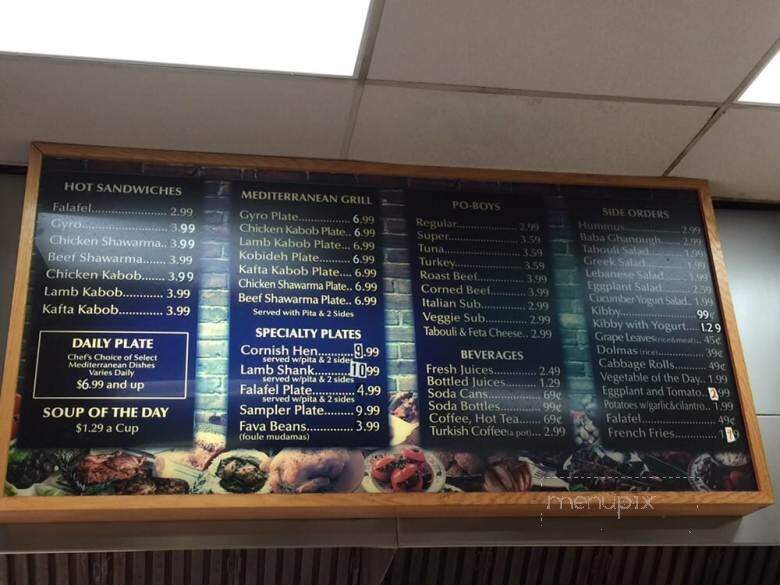 HOT SANDWICHES
Falafel................ 2.99
Gyro................... 3.99
Chicken Shawarma.. 3.99
Beef Shawarma....... 3.99
Chicken Kabob....... 3.99
Lamb Kabob........... 3.99
Kafta Kabob........... 3.99
DAILY PLATE
Chef's Choice of Select
Mediterranean Dishes
Varies Daily
$6.99 and up
SOUP OF THE DAY
$1.29 a Cup
MEDITERRANEAN GRILL
Gyro Plate............... 6.99
Chicken Kabob Plate.. 6.99
Lamb Kabob Plate... 6.99
Kobideh Plate.......... 6.99
Kafta Kabob Plate.... 6.99
Chicken Shawarma Plate.. 6.99
Beef Shawarma Plate.. 6.99
Served with Pita & 2 Sides
SPECIALTY PLATES
Cornish Hen......... 9.99
served w/pita & 2 sides
Lamb Shank......... 10.99
served w/pita & 2 sides
Falafel Plate........... 4.99
served w/pita & 2 sides
Sampler Plate........ 9.99
Fava Beans............. 3.99
(foule mudamas)
PO-BOYS
Regular..................... 2.99
Super........................ 3.59
Tuna......................... 3.59
Turkey...................... 3.59
Roast Beef................ 3.99
Corned Beef............. 3.99
Italian Sub................ 2.99
Veggie Sub............... 2.99
Tabouli & Feta Cheese.. 2.99
BEVERAGES
Fresh Juices............. 2.49
Bottled Juices.......... 1.29
Soda Cans................ 69¢
Soda Bottles............. 99¢
Coffee, Hot Tea........ 69¢
Turkish Coffee(a pot)... 2.99
SIDE ORDERS
Hummus................... 2.99
Baba Ghanough......... 2.99
Tabouli Salad............. 1.99
Greek Salad............... 1.99
Lebanese Salad.......... 1.99
Eggplant Salad........... 2.59
Cucumber Yogurt Salad.. 1.99
Kibby........................ 99¢
Kibby with Yogurt...... 1.29
Grape Leaves(rice&meat)... 45¢
Dolmas (rice)............. 39¢
Cabbage Rolls............ 49¢
Vegetable of the Day.. 1.99
Eggplant and Tomato.. 2.99
Potatoes w/garlic&cilantro.. 1.99
Falafel....................... 49¢
French Fries...............
menupix